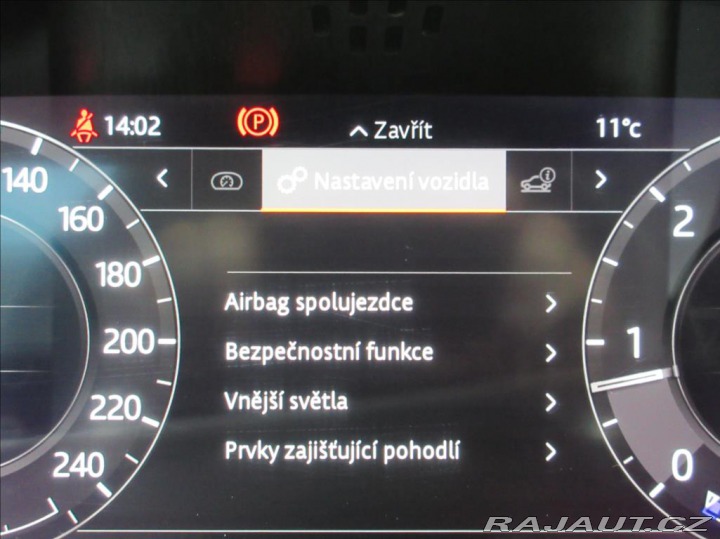 14:02
P
Zavřít
11°c
Nastavení vozidla
i
140
160
180
200
220
240
Airbag spolujezdce
Bezpečnostní funkce
Vnější světla
Prvky zajišťující pohodlí
2
1
0
RAJAUT.CZ